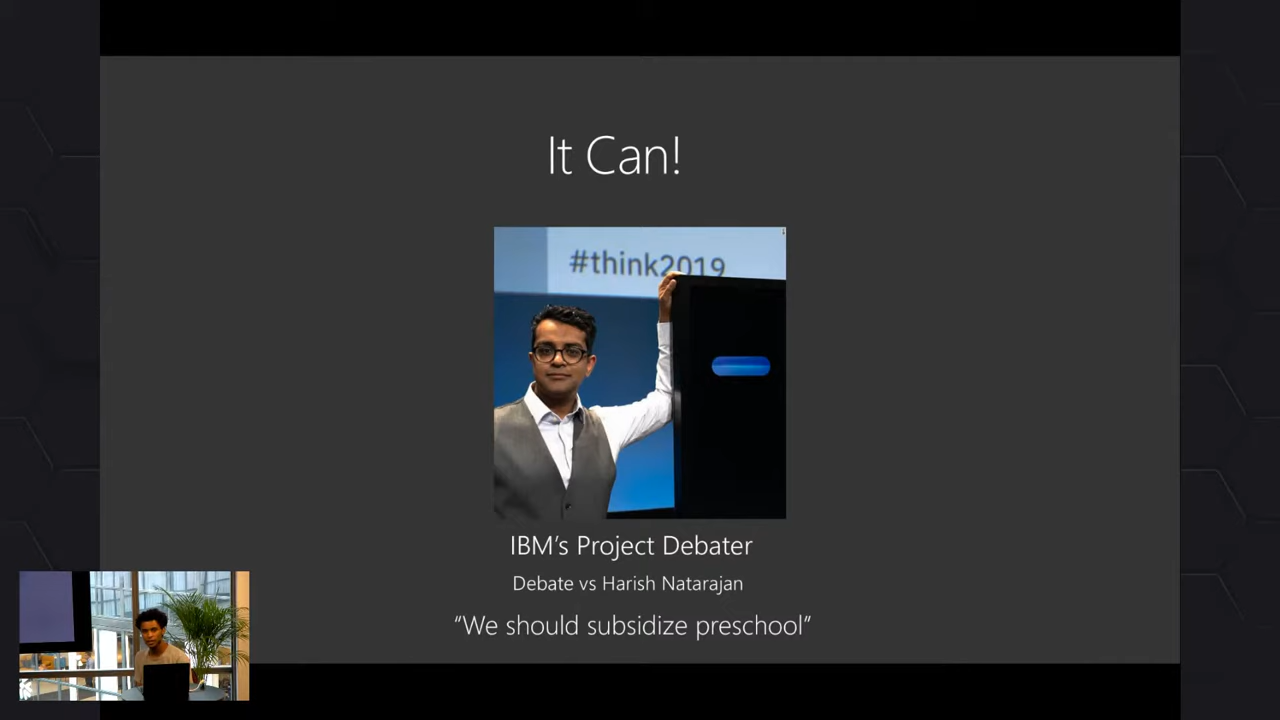 It Can!
#think2019
IBM's Project Debater
Debate vs Harish Natarajan
"We should subsidize preschool"